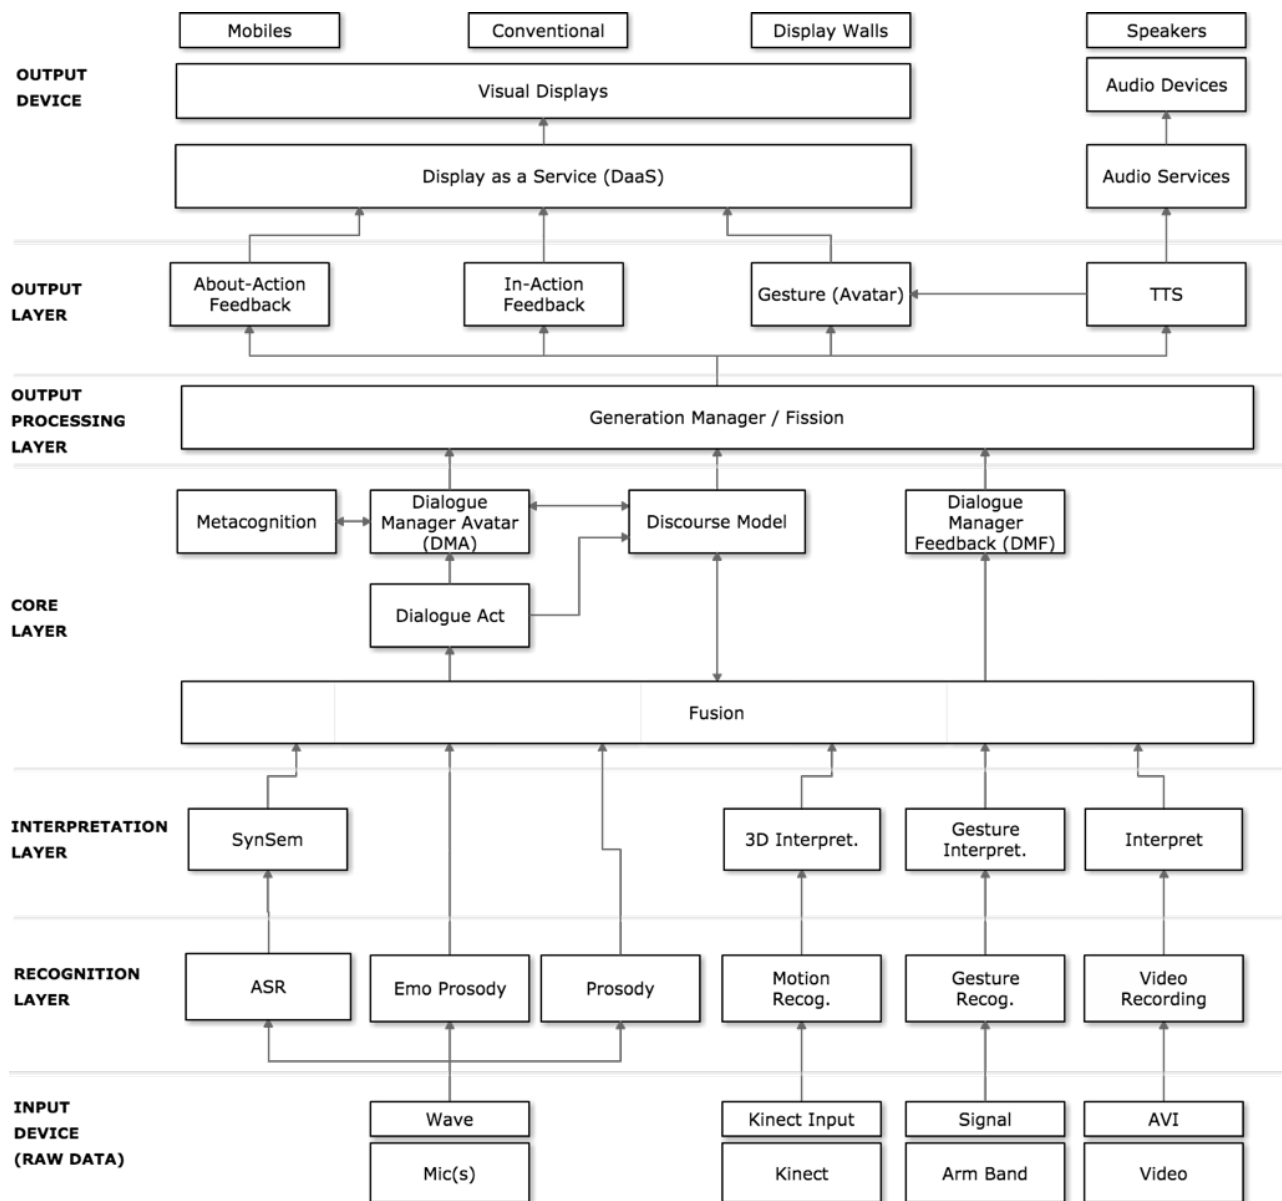 Mobiles
Conventional
Display Walls
Speakers
OUTPUT
DEVICE
Visual Displays
Audio Devices
Display as a Service (DaaS)
Audio Services
OUTPUT
LAYER
About-Action
Feedback
In-Action
Feedback
Gesture (Avatar)
TTS
OUTPUT
PROCESSING
LAYER
Generation Manager / Fission
Metacognition
Dialogue
Manager Avatar
(DMA)
Discourse Model
Dialogue
Manager
Feedback (DMF)
CORE
LAYER
Dialogue Act
Fusion
INTERPRETATION
LAYER
SynSem
3D Interpret.
Gesture
Interpret.
Interpret
RECOGNITION
LAYER
ASR
Emo Prosody
Prosody
Motion
Recog.
Gesture
Recog.
Video
Recording
INPUT
DEVICE
(RAW DATA)
Wave
Kinect Input
Signal
AVI
Mic(s)
Kinect
Arm Band
Video